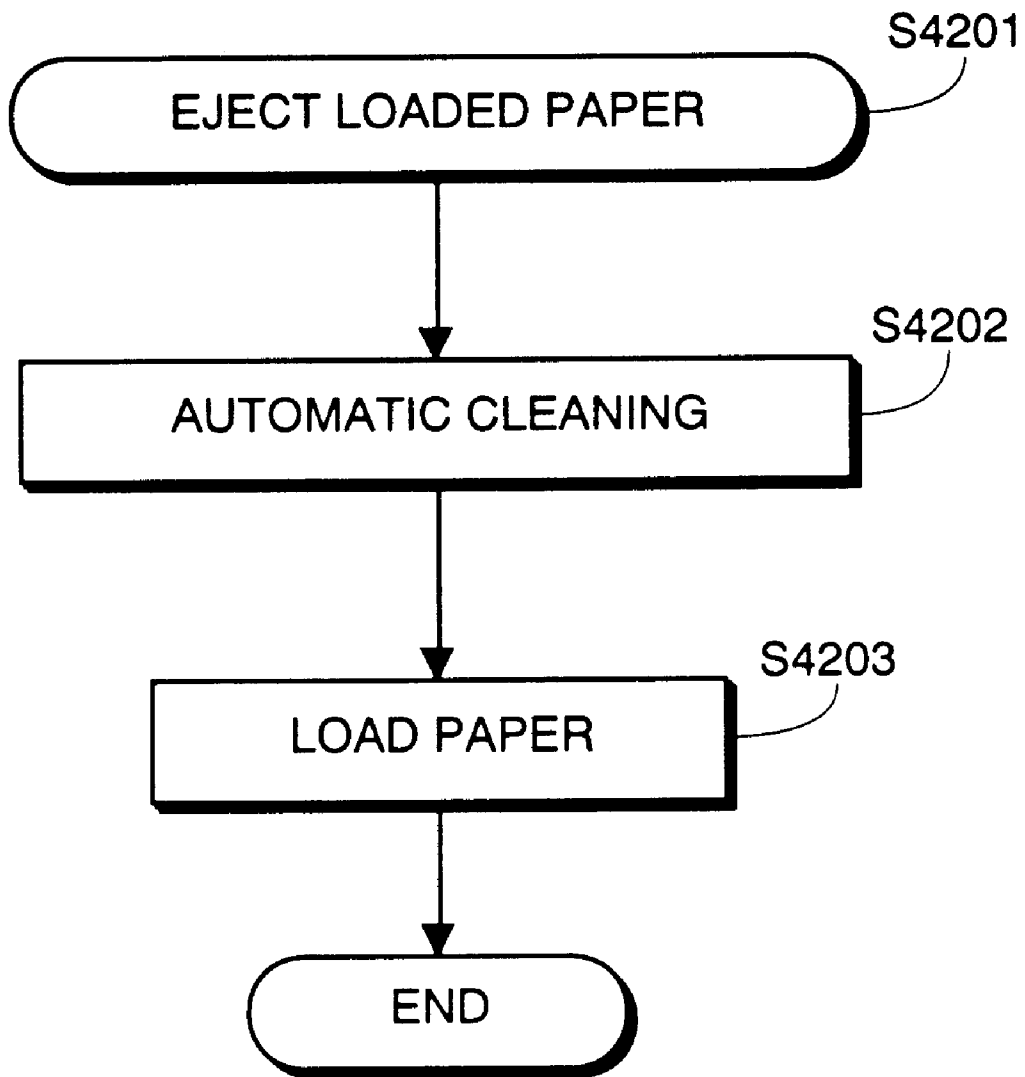 S4201
EJECT LOADED PAPER
S4202
AUTOMATIC CLEANING
S4203
LOAD PAPER
END